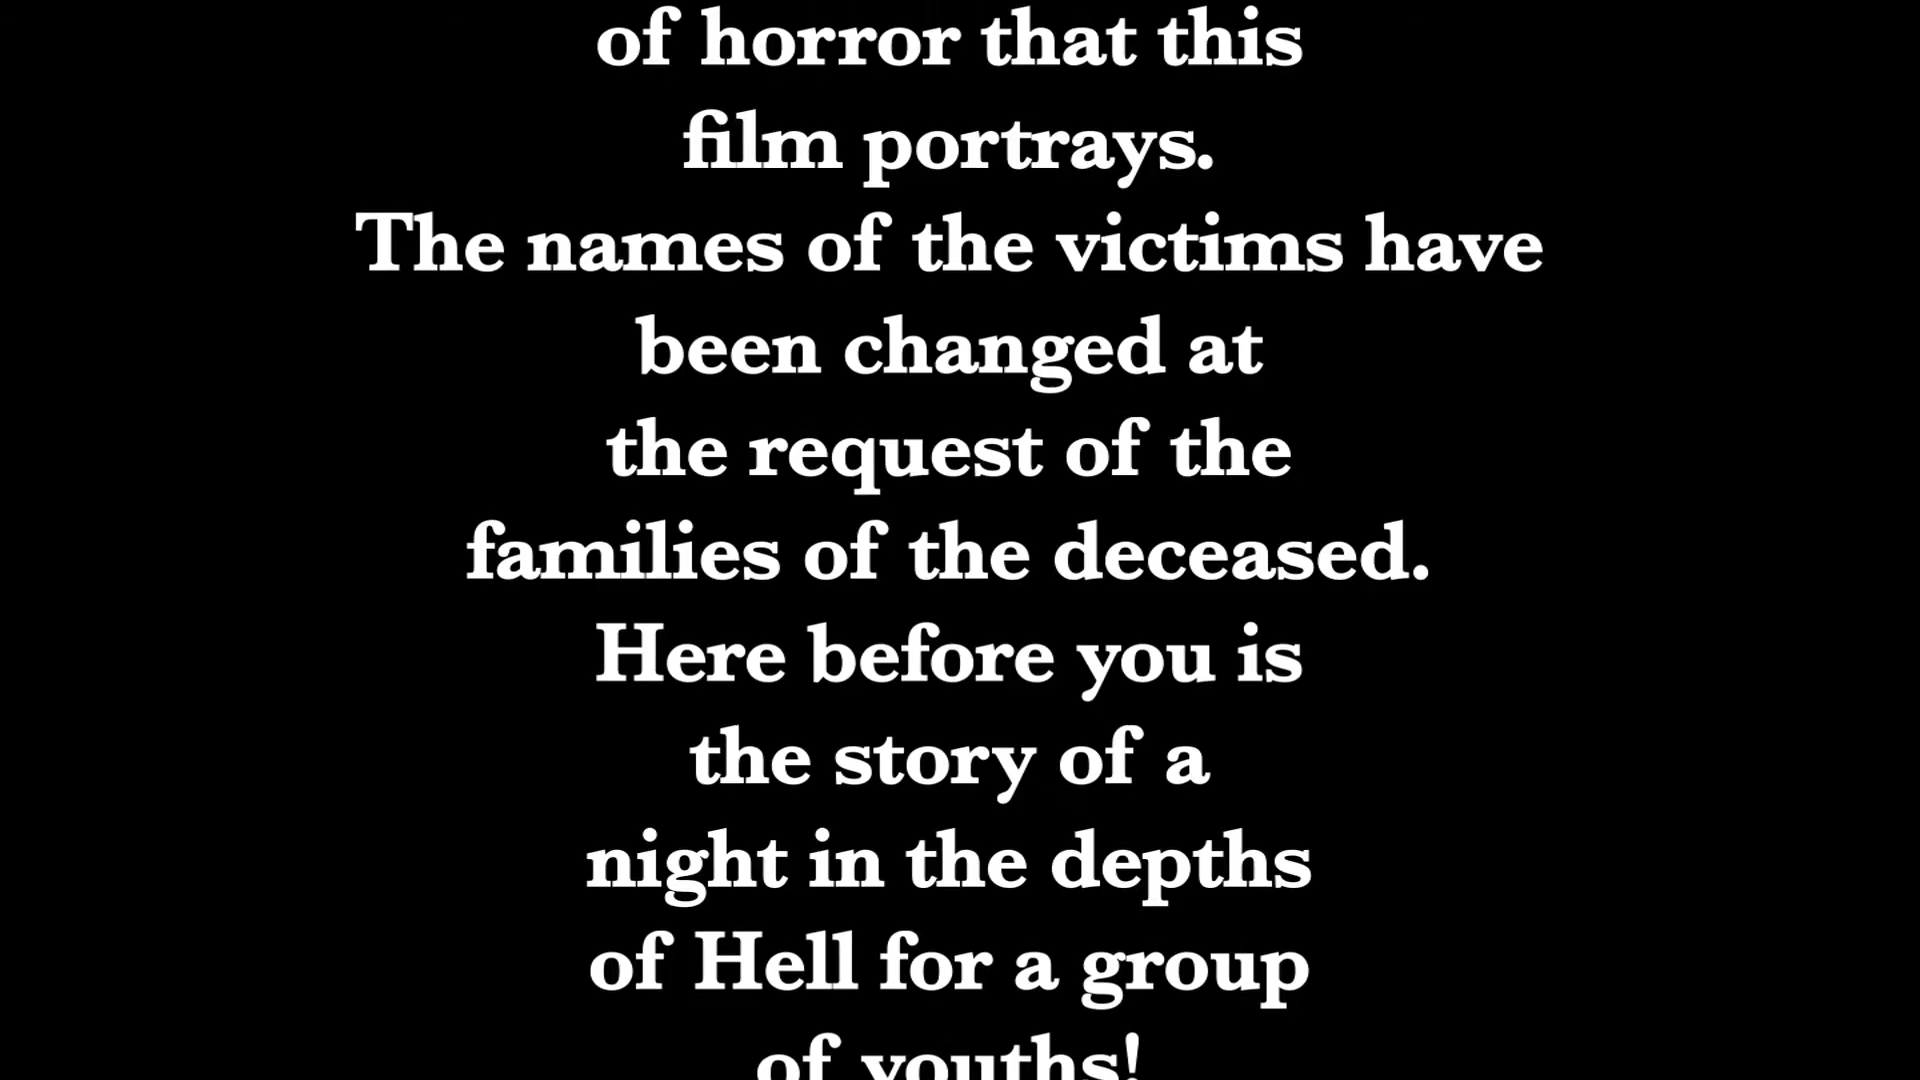 of horror that this
film portrays.
The names of the victims have
been changed at
the request of the
families of the deceased.
Here before you is
the story of a
night in the depths
of Hell for a group
of youths!